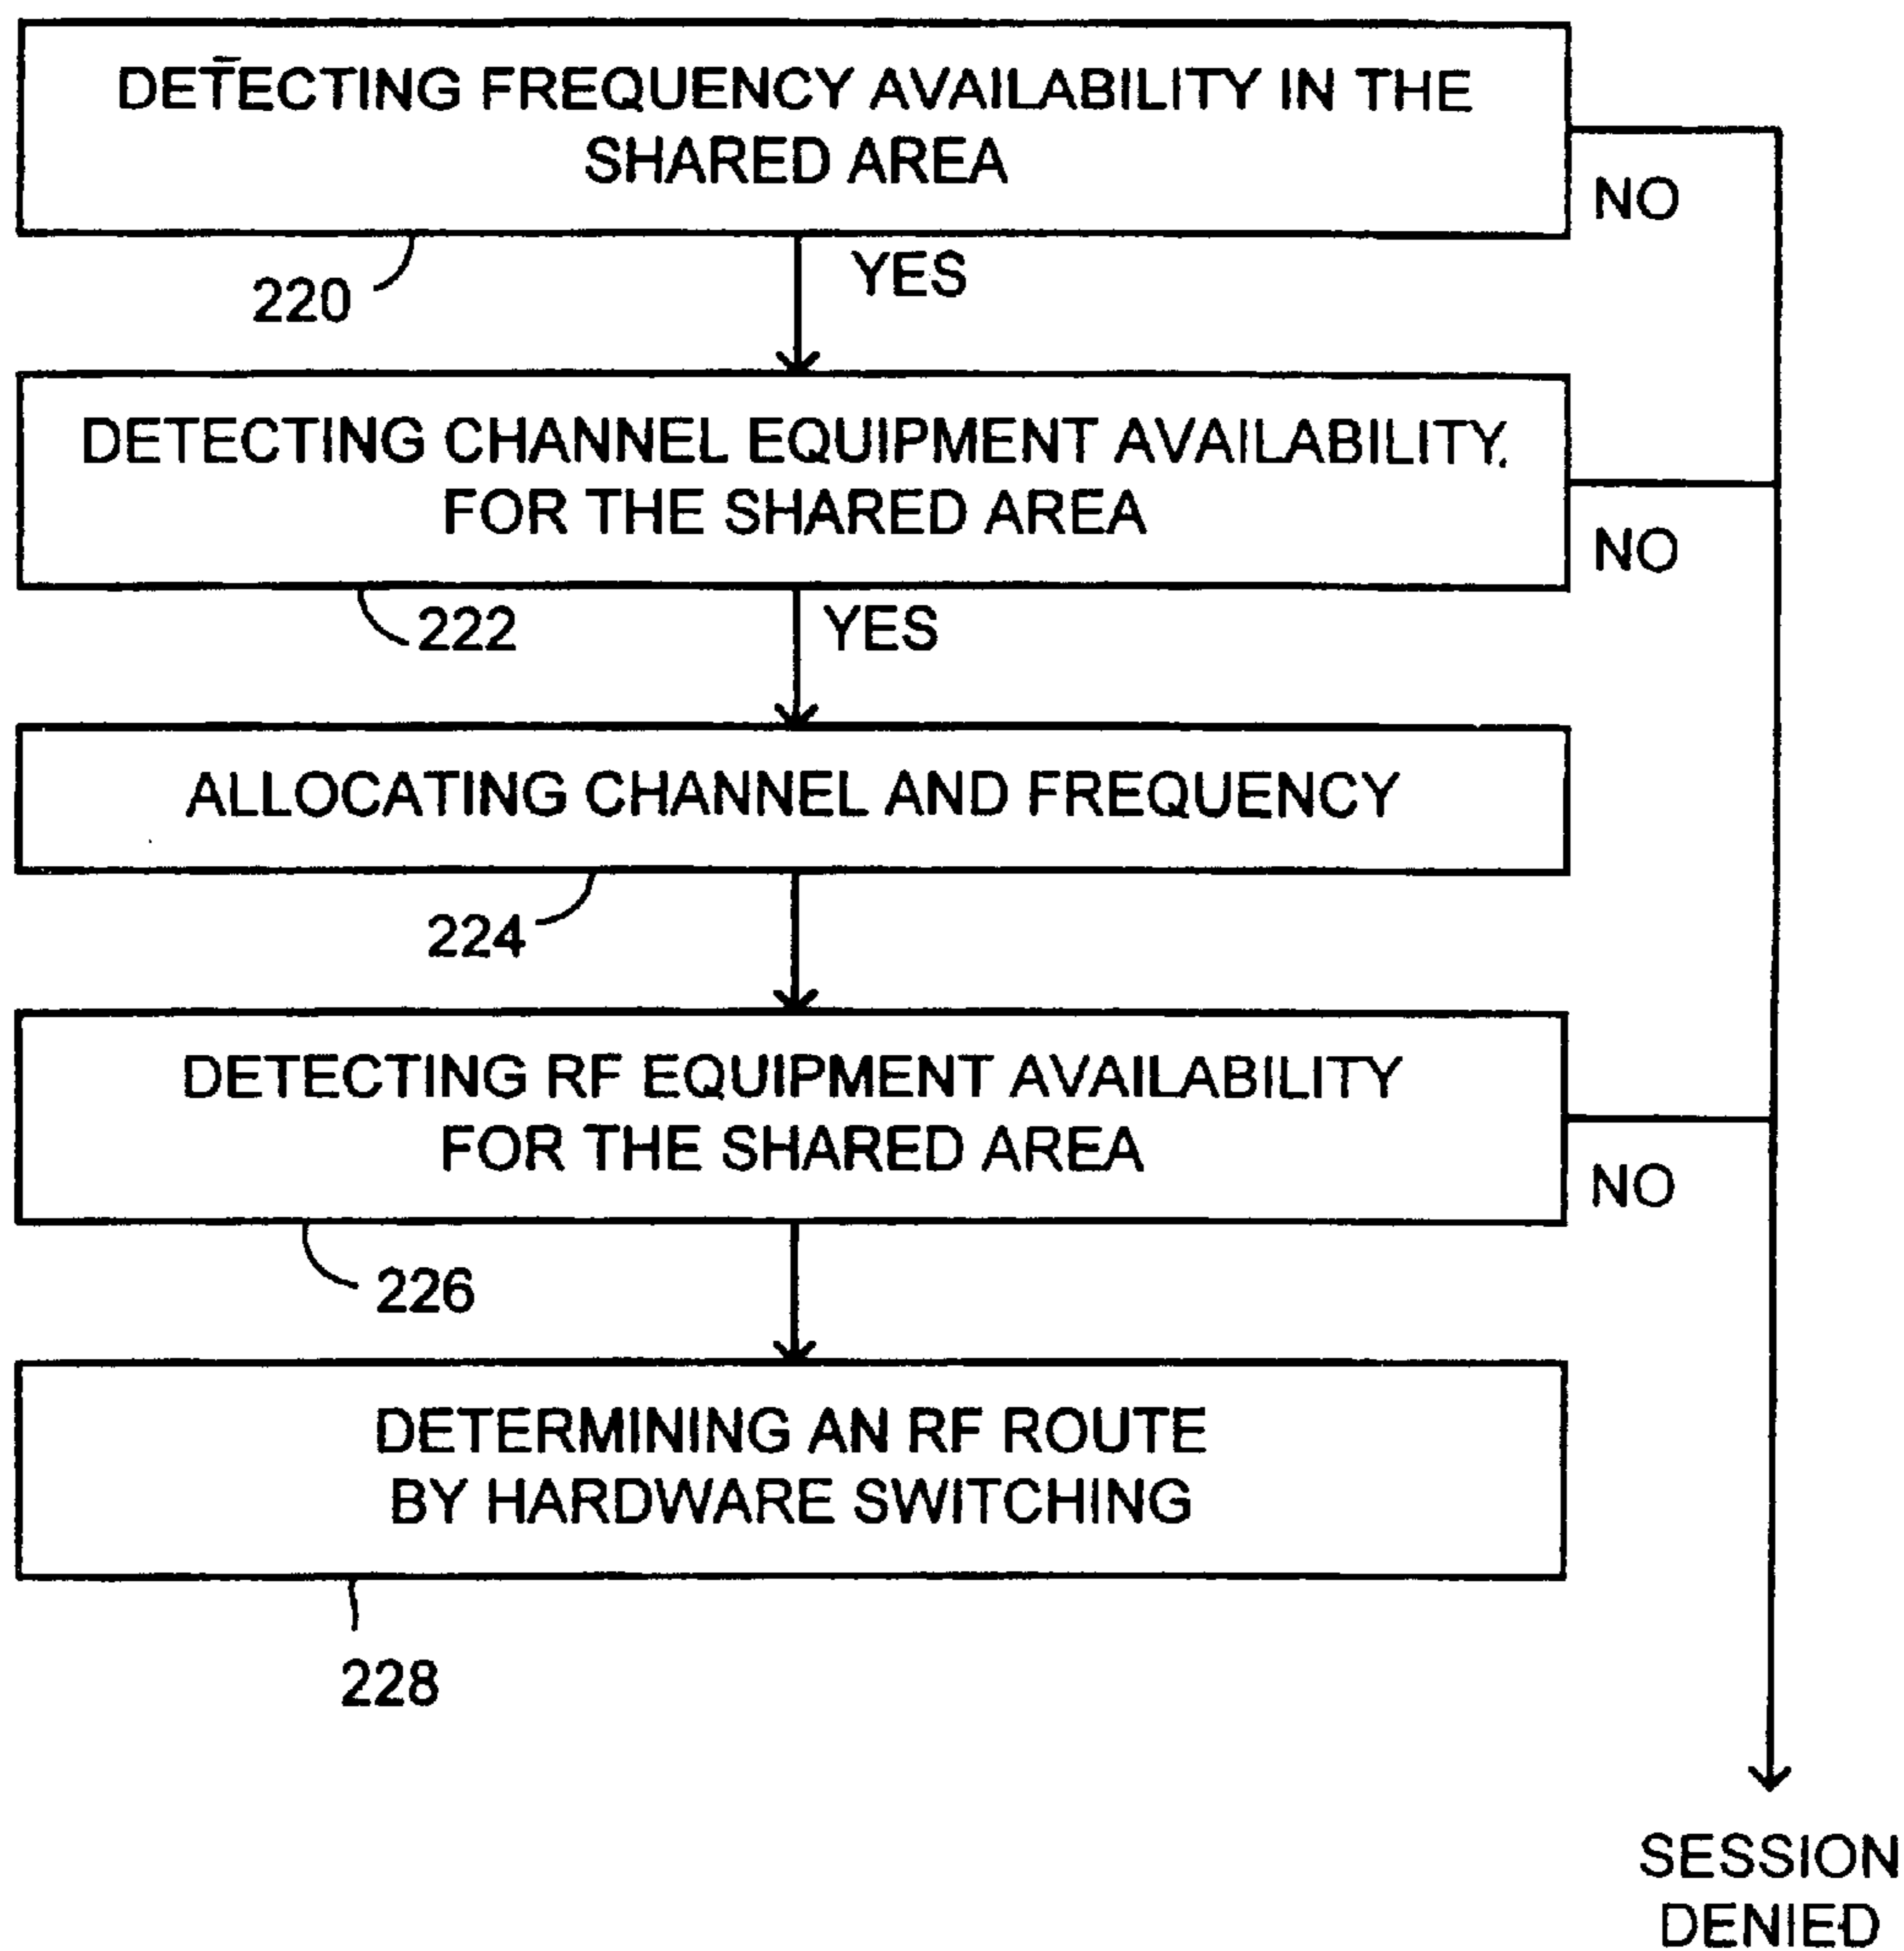 DETECTING FREQUENCY AVAILABILITY IN THE
SHARED AREA
NO
220
YES
DETECTING CHANNEL EQUIPMENT AVAILABILITY.
FOR THE SHARED AREA
NO
222
YES
ALLOCATING CHANNEL AND FREQUENCY
224
DETECTING RF EQUIPMENT AVAILABILITY
FOR THE SHARED AREA
NO
226
DETERMINING AN RF ROUTE
BY HARDWARE SWITCHING
228
SESSION
DENIED